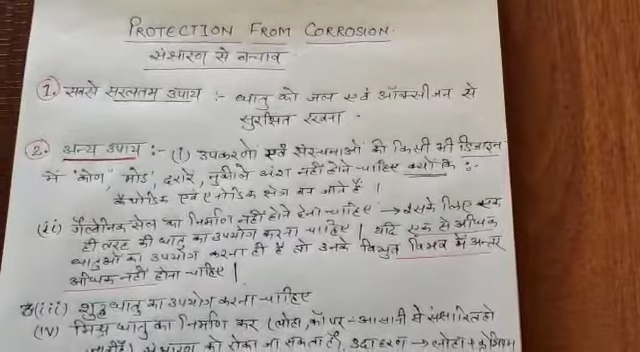 PROTECTION FROM CORROSION.
संक्षारण से बचाव
1. सबसे सरलतम उपाय :- धातु को जल एवं ऑक्सीजन से
सुरक्षित रखना
2. अन्य उपाय :- (i) उपकरणों एवं संरचनाओं की किसी भी डिजाइन
में "कोण", मोड, दरारें, नुकीले अंश नहीं होने चाहिए क्यों कि :-
कैथोडिक एवं एनोडिक क्षेत्र बन जाते हैं |
(ii) गैल्वेनिक सेल का निर्माण नहीं होने देना चाहिए → इसके लिए एक
ही तरह की धातु का उपयोग करना चाहिए | यदि एक से अधिक
धातुओं का उपयोग करना ही है तो उनके विद्युत विभव में अन्तर
अधिक नहीं होना चाहिए |
(iii) शुद्ध धातु का उपयोग करना चाहिए
(iv) मिश्र धातु का निर्माण कर (लोहा, कॉपर - आसानी से संक्षारित हो
संक्षारण को रोका जा सकता है, उदाहरण → लोहा + क्रोमियम